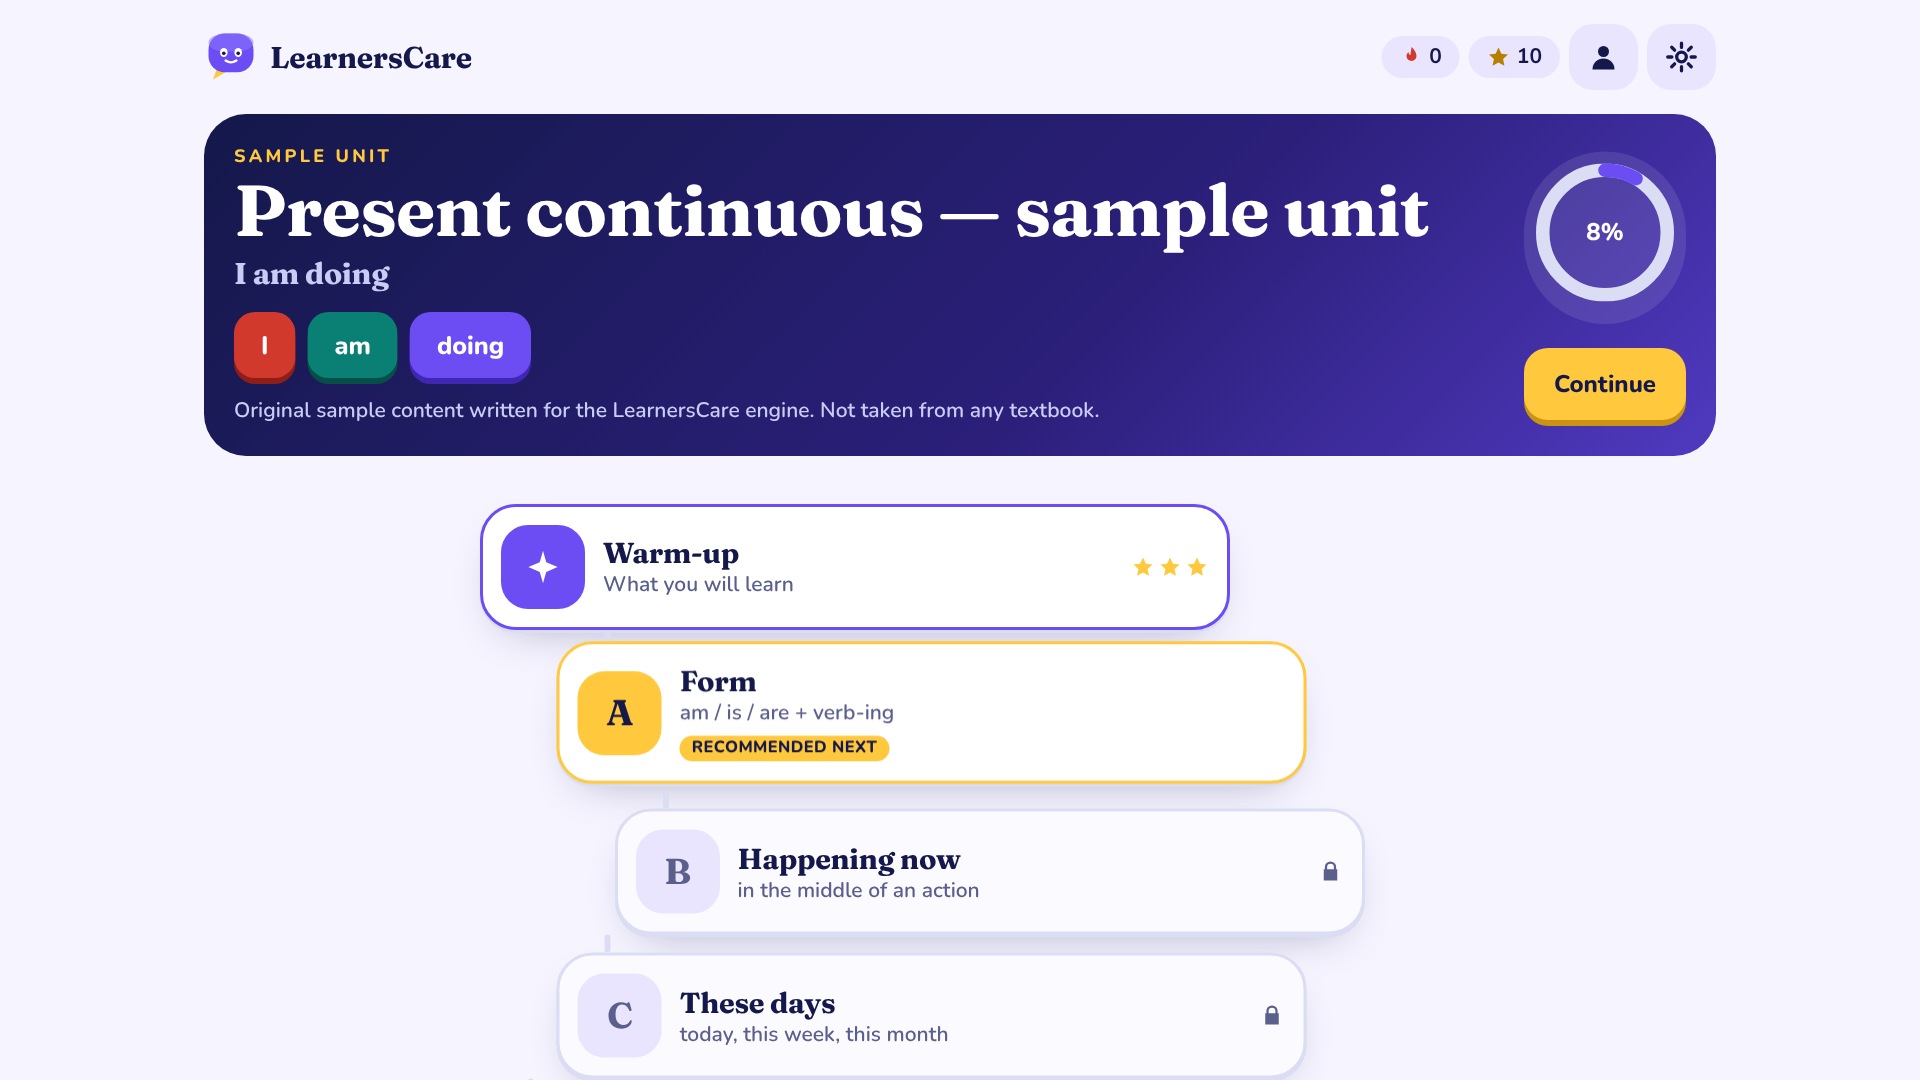 LearnersCare
0
10
SAMPLE UNIT
Present continuous — sample unit
I am doing
I am doing
Original sample content written for the LearnersCare engine. Not taken from any textbook.
8%
Continue
Warm-up
What you will learn
A
Form
am / is / are + verb-ing
RECOMMENDED NEXT
B
Happening now
in the middle of an action
C
These days
today, this week, this month